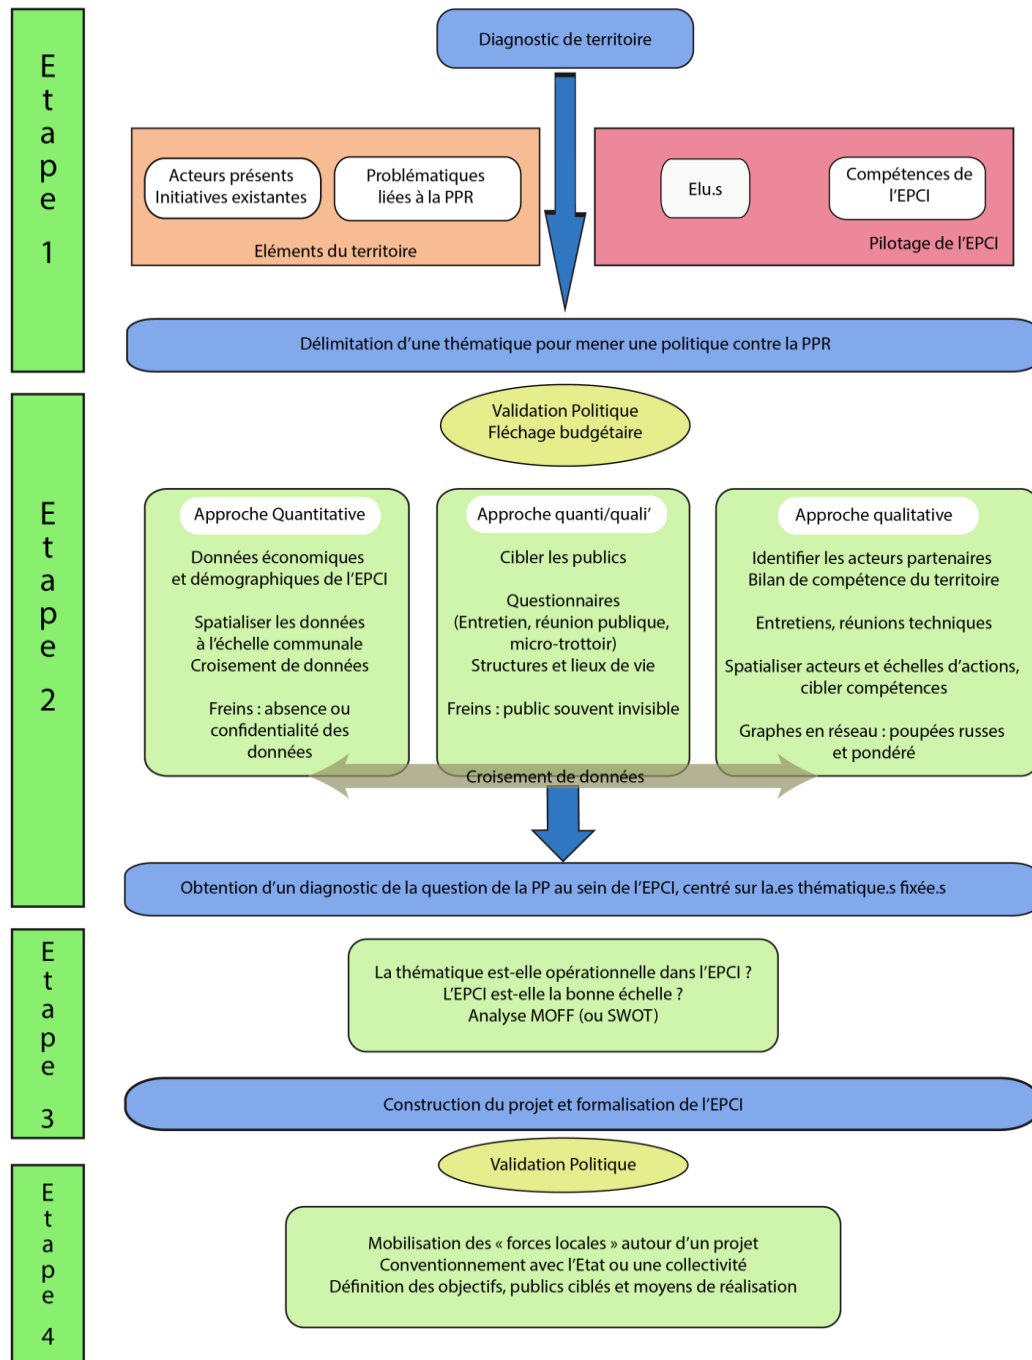 Etape 1
Diagnostic de territoire
Acteurs présents
Initiatives existantes
Problématiques
liées à la PPR
Eléments du territoire
Elu.s
Compétences de
l'EPCI
Pilotage de l'EPCI
Délimitation d'une thématique pour mener une politique contre la PPR
Etape 2
Validation Politique
Fléchage budgétaire
Approche Quantitative
Données économiques
et démographiques de l'EPCI
Spatialiser les données
à l'échelle communale
Croisement de données
Freins : absence ou
confidentialité des
données
Approche quanti/quali'
Cibler les publics
Questionnaires
(Entretien, réunion publique,
micro-trottoir)
Structures et lieux de vie
Freins : public souvent invisible
Approche qualitative
Identifier les acteurs partenaires
Bilan de compétence du territoire
Entretiens, réunions techniques
Spatialiser acteurs et échelles d'actions,
cibler compétences
Graphes en réseau : poupées russes
et pondéré
Croisement de données
Obtention d'un diagnostic de la question de la PP au sein de l'EPCI, centré sur la.es thématique.s fixée.s
Etape 3
La thématique est-elle opérationnelle dans l'EPCI ?
L'EPCI est-elle la bonne échelle ?
Analyse MOFF (ou SWOT)
Construction du projet et formalisation de l'EPCI
Etape 4
Validation Politique
Mobilisation des « forces locales » autour d'un projet
Conventionnement avec l'Etat ou une collectivité
Définition des objectifs, publics ciblés et moyens de réalisation